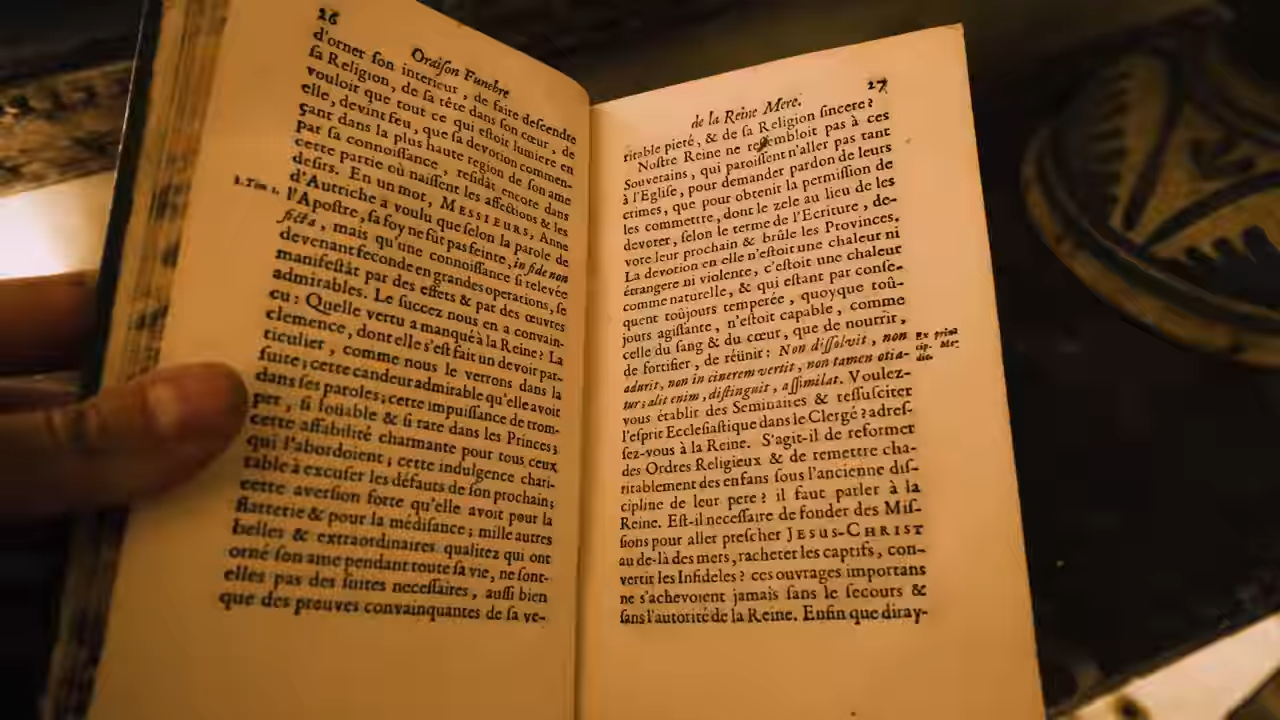 26
Oraiſon Funebre
d'orner ſon interieur, de faire deſcendre
ſa Religion, de ſa tête dans ſon cœur, de
vouloir que tout ce qui eſtoit lumiere en
elle, devint feu, que ſa devotion commen-
çant dans la plus haute region de ſon ame
par ſa connoiſſance, reſidât encore dans
cette partie où naiſſent les affections & les
deſirs. En un mot, MESSIEURS, Anne
d'Autriche a voulu que ſelon la parole de
1. Tim 1.
l'Apoſtre, ſa foy ne fût pas feinte, in fide non
ficta, mais qu'une connoiſſance ſi relevée
devenant feconde en grandes operations, ſe
manifeſtât par des effets & par des œuvres
admirables. Le ſuccez nous en a convain-
cu: Quelle vertu a manqué à la Reine? La
clemence, dont elle s'eſt fait un devoir par-
ticulier, comme nous le verrons dans la
ſuite; cette candeur admirable qu'elle avoit
dans ſes paroles; cette impuiſſance de trom-
per, ſi loüable & ſi rare dans les Princes;
cette affabilité charmante pour tous ceux
qui l'abordoient; cette indulgence chari-
table à excuſer les défauts de ſon prochain;
cette averſion forte qu'elle avoit pour la
flatterie & pour la médiſance; mille autres
belles & extraordinaires qualitez qui ont
orné ſon ame pendant toute ſa vie, ne ſont-
elles pas des ſuites neceſſaires, auſſi bien
que des preuves convainquantes de ſa ve-
27
de la Reine Mere.
ritable pieté, & de ſa Religion ſincere?
Noſtre Reine ne reſſembloit pas à ces
Souverains, qui paroiſſent n'aller pas tant
à l'Egliſe, pour demander pardon de leurs
crimes, que pour obtenir la permiſſion de
les commettre, dont le zele au lieu de les
devorer, ſelon le terme de l'Ecriture, de-
vore leur prochain & brûle les Provinces.
La devotion en elle n'eſtoit une chaleur ni
étrangere ni violence, c'eſtoit une chaleur
comme naturelle, & qui eſtant par conſe-
quent toûjours temperée, quoyque toû-
jours agiſſante, n'eſtoit capable, comme
celle du ſang & du cœur, que de nourrir,
de fortifier, de réünir: Non diſſolvit, non
adurit, non in cinerem vertit, non tamen otia-
tur; alit enim, diſtinguit, aſſimilat. Voulez-
vous établir des Seminaires & reſſuſciter
l'eſprit Eccleſiaſtique dans le Clergé? adreſ-
ſez-vous à la Reine. S'agit-il de reformer
des Ordres Religieux & de remettre cha-
ritablement des enfans ſous l'ancienne diſ-
cipline de leur pere? il faut parler à la
Reine. Eſt-il neceſſaire de fonder des Miſ-
ſions pour aller preſcher JESUS-CHRIST
au de-là des mers, racheter les captifs, con-
vertir les Infideles? ces ouvrages importans
ne s'achevoient jamais ſans le ſecours &
ſans l'autorité de la Reine. Enfin que diray-